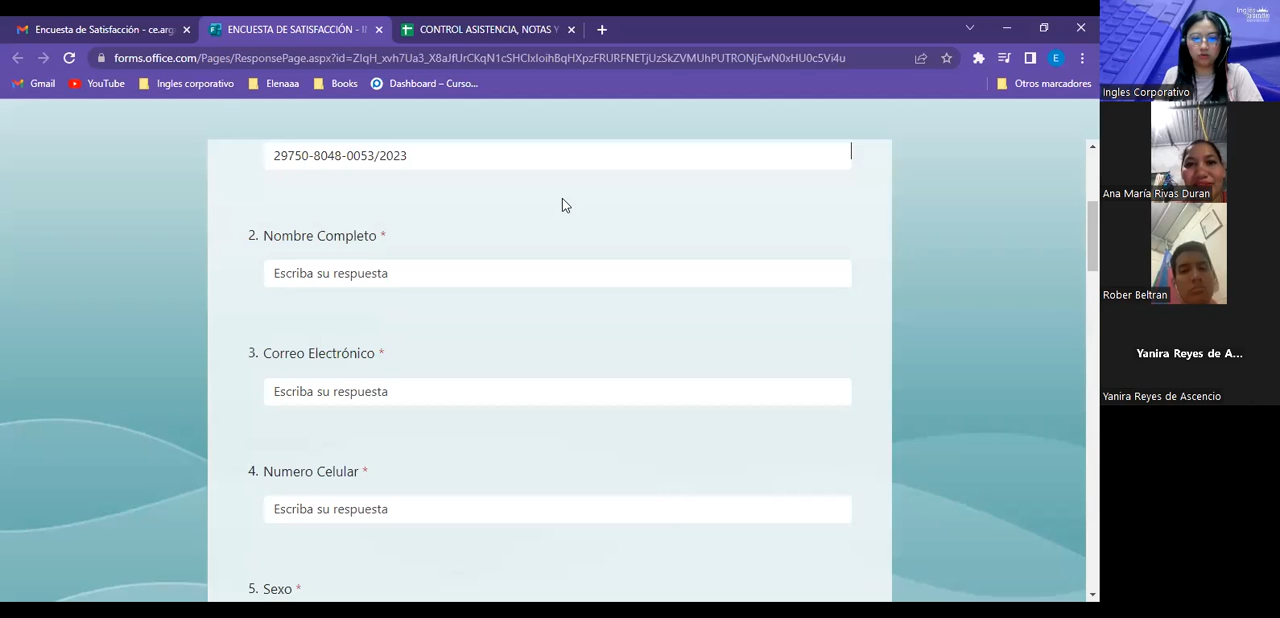 Encuesta de Satisfacción - ce.arg
ENCUESTA DE SATISFACCIÓN - II
CONTROL ASISTENCIA, NOTAS Y
forms.office.com/Pages/ResponsePage.aspx?id=ZIqH_xvh7Ua3_X8aJfUrCKqN1cSHCIxIoihBqHXpzFRURFNETjUzSkZVMUhPUTRONjEwN0xHU0c5Vi4u
E
Gmail
YouTube
Ingles corporativo
Elenaaa
Books
Dashboard – Curso...
Otros marcadores
29750-8048-0053/2023
2. Nombre Completo *
Escriba su respuesta
3. Correo Electrónico *
Escriba su respuesta
4. Numero Celular *
Escriba su respuesta
5. Sexo *
Ingles
Ingles Corporativo
Ana María Rivas Duran
Rober Beltran
Yanira Reyes de A...
Yanira Reyes de Ascencio